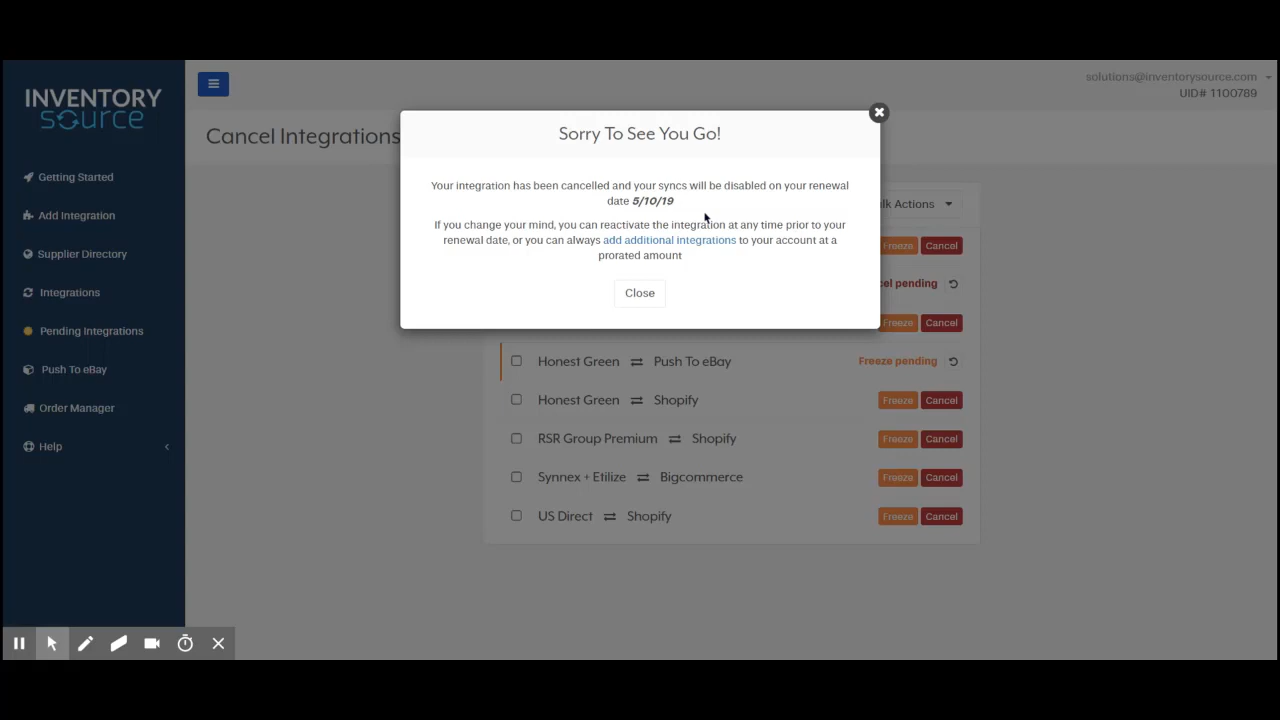 INVENTORY
source
solutions@inventorysource.com
UID# 1100789
Cancel Integrations
Getting Started
Add Integration
Supplier Directory
Integrations
Pending Integrations
Push To eBay
Order Manager
Help
Sorry To See You Go!
Your integration has been cancelled and your syncs will be disabled on your renewal
date 5/10/19
If you change your mind, you can reactivate the integration at any time prior to your
renewal date, or you can always add additional integrations to your account at a
prorated amount
Close
Actions
Freeze Cancel
pending
Freeze Cancel
Honest Green Push To eBay Freeze pending
Honest Green Shopify Freeze Cancel
RSR Group Premium Shopify Freeze Cancel
Synnex + Etilize Bigcommerce Freeze Cancel
US Direct Shopify Freeze Cancel